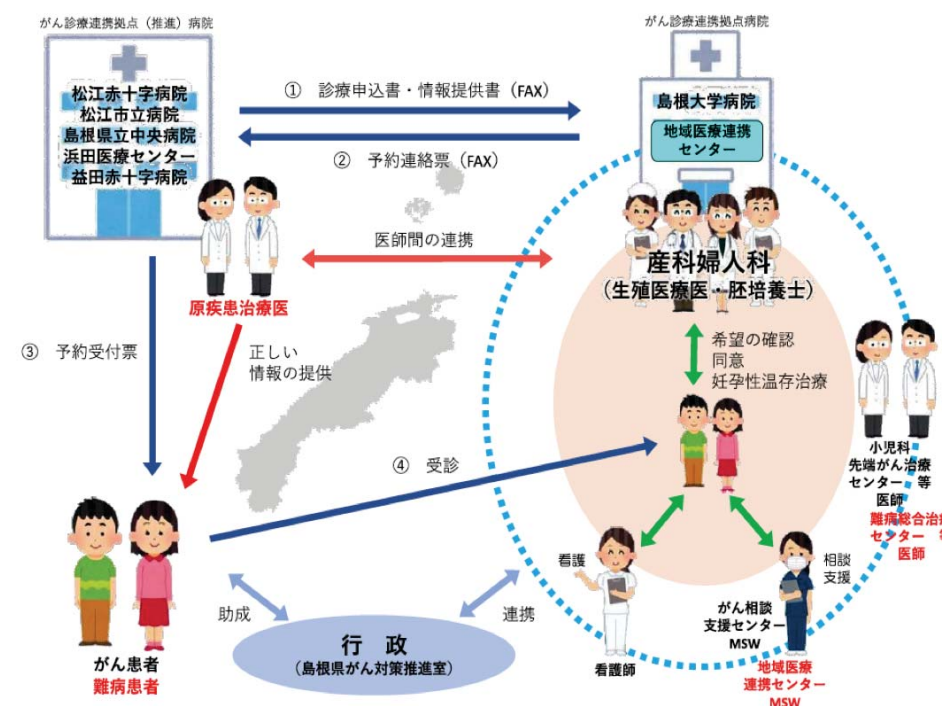 がん診療連携拠点（推進）病院
松江赤十字病院
松江市立病院
島根県立中央病院
浜田医療センター
益田赤十字病院
がん診療連携拠点病院
島根大学病院
地域医療連携
センター
① 診療申込書・情報提供書（FAX）
② 予約連絡票（FAX）
医師間の連携
原疾患治療医
産科婦人科
（生殖医療医・胚培養士）
③ 予約受付票
正しい
情報の提供
希望の確認
同意
妊孕性温存治療
④ 受診
小児科
先端がん治療
センター 等
医師
難病総合治療
センター 等
医師
看護
看護師
相談
支援
がん相談
支援センター
MSW
地域医療
連携センター
MSW
がん患者
難病患者
助成
連携
行 政
（島根県がん対策推進室）